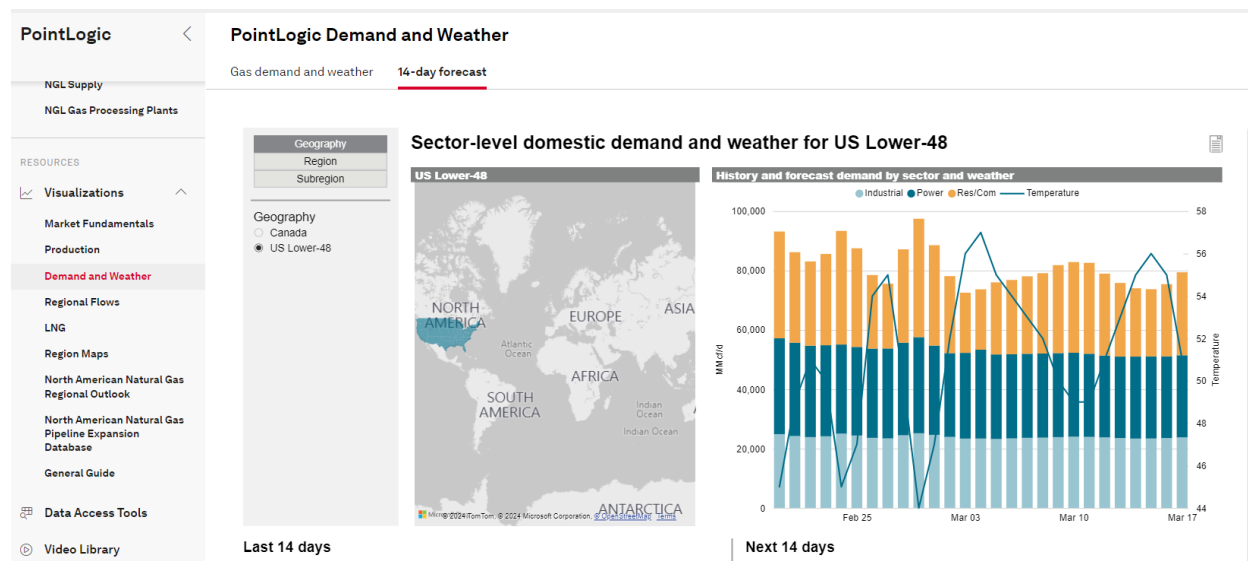 PointLogic
NGL Supply
NGL Gas Processing Plants
RESOURCES
Visualizations
Market Fundamentals
Production
Demand and Weather
Regional Flows
LNG
Region Maps
North American Natural Gas
Regional Outlook
North American Natural Gas
Pipeline Expansion
Database
General Guide
Data Access Tools
Video Library
PointLogic Demand and Weather
Gas demand and weather
14-day forecast
Geography
Region
Subregion
Geography
Canada
US Lower-48
Sector-level domestic demand and weather for US Lower-48
US Lower-48
NORTH
AMERICA
EUROPE
ASIA
Atlantic
Ocean
AFRICA
SOUTH
AMERICA
Indian
Ocean
Indian Ocean
ANTARCTICA
© 2024 TomTom, © 2024 Microsoft Corporation, © OpenStreetMap Terms
History and forecast demand by sector and weather
Industrial Power Res/Com Temperature
100,000
80,000
60,000
40,000
20,000
0
MMcf/d
58
56
54
52
50
48
46
44
Temperature
Feb 25
Mar 03
Mar 10
Mar 17
Last 14 days
Next 14 days